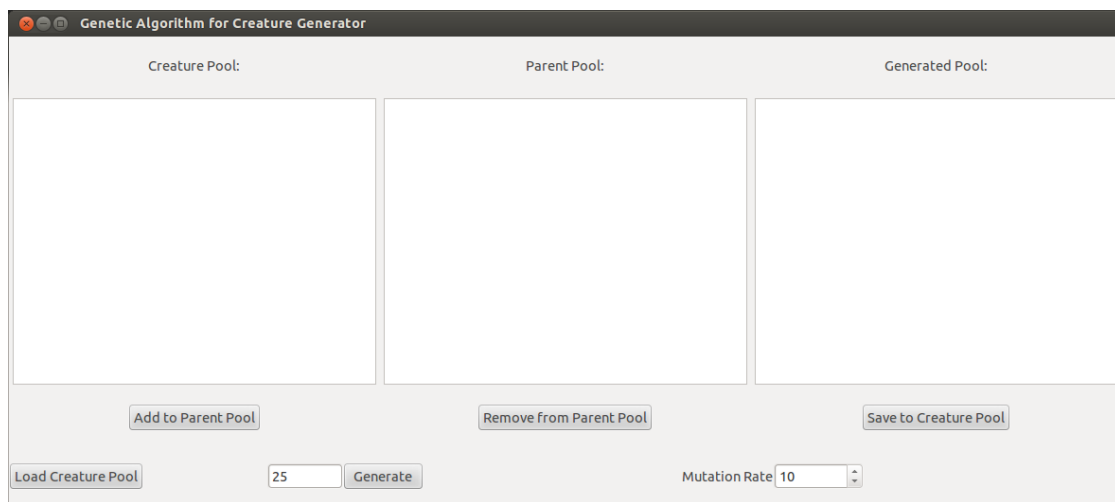 Genetic Algorithm for Creature Generator
Creature Pool: Parent Pool: Generated Pool:
Add to Parent Pool Remove from Parent Pool Save to Creature Pool
Load Creature Pool 25 Generate Mutation Rate 10